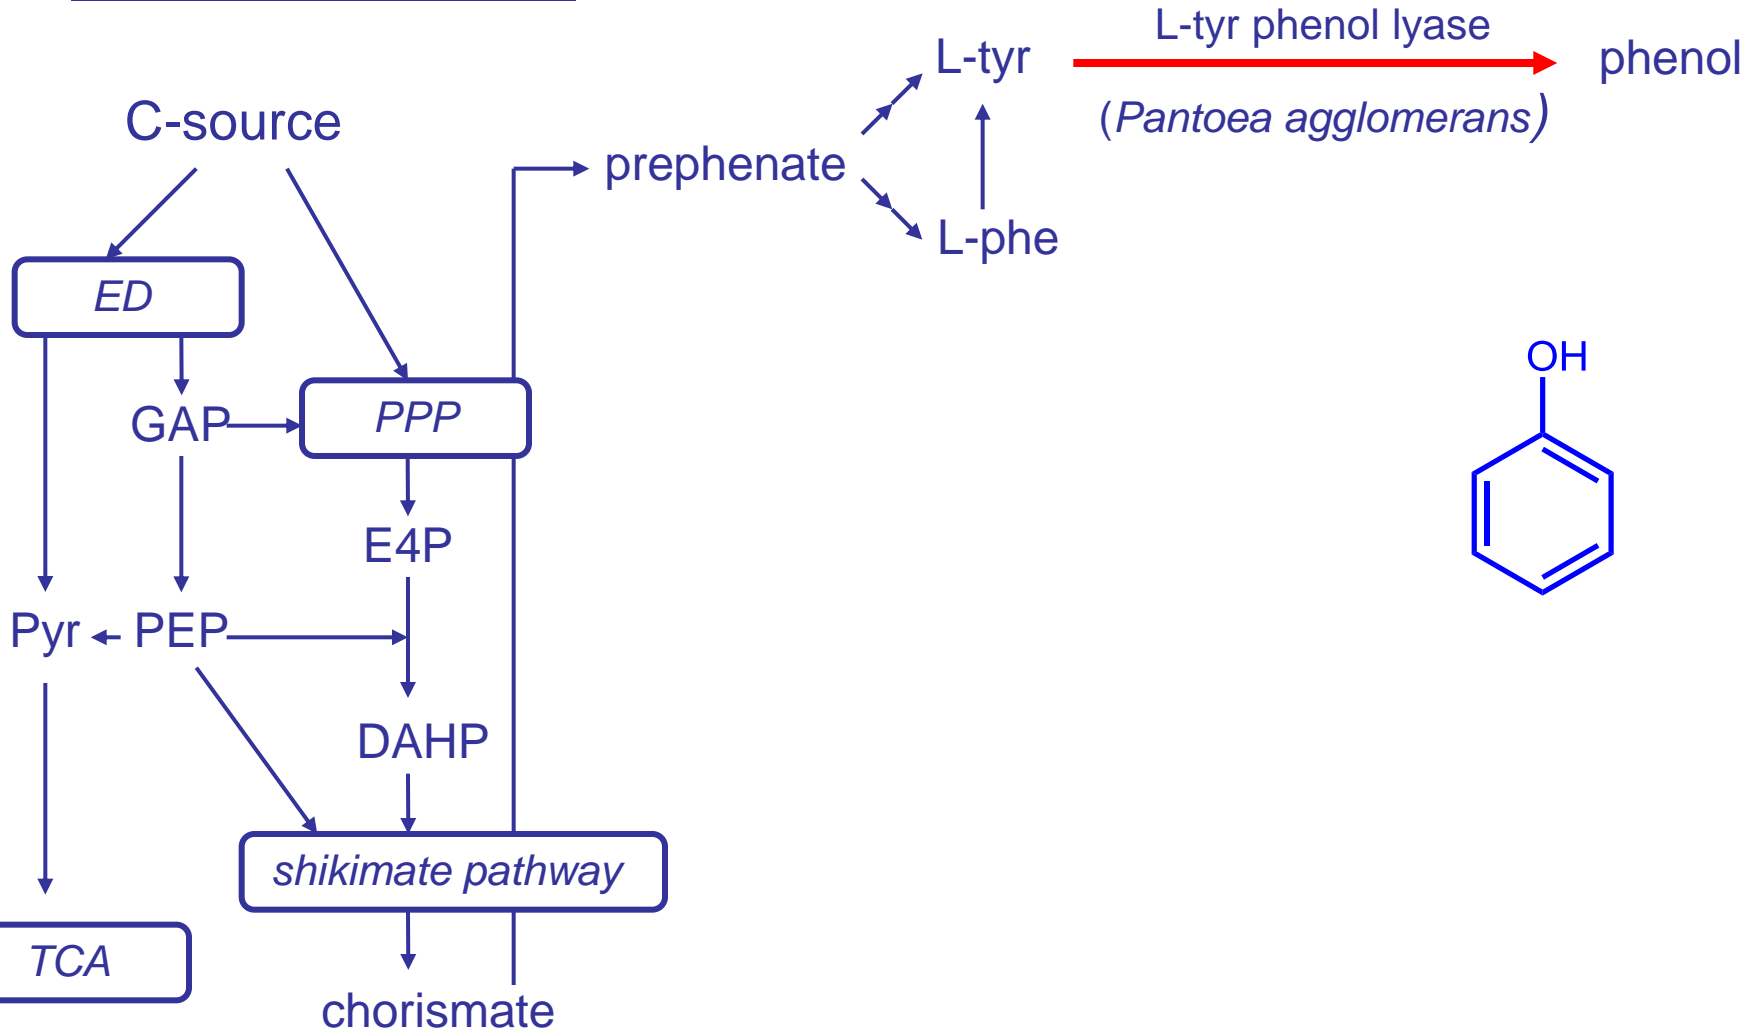 L-tyr phenol lyase
L-tyr
phenol
(Pantoea agglomerans)
C-source
prephenate
L-phe
ED
OH
GAP
PPP
E4P
Pyr
PEP
DAHP
shikimate pathway
TCA
chorismate